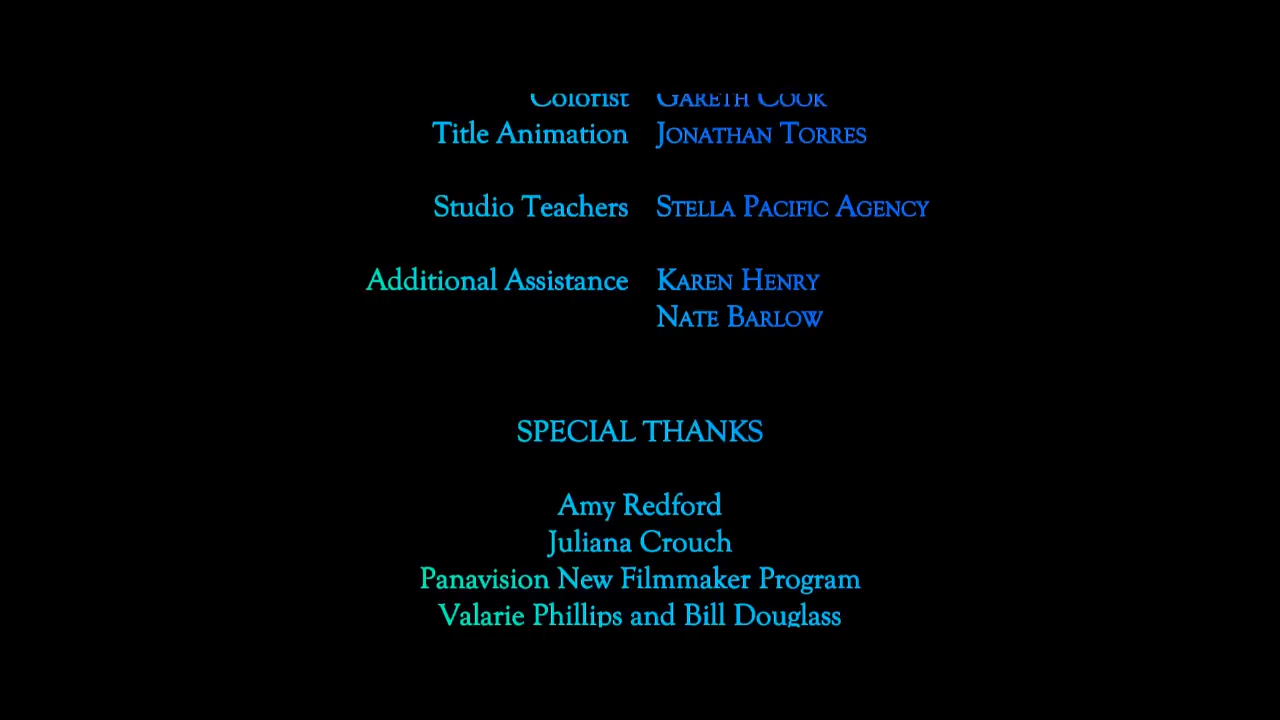 Colorist GARETH COOK
Title Animation JONATHAN TORRES
Studio Teachers STELLA PACIFIC AGENCY
Additional Assistance KAREN HENRY
NATE BARLOW
SPECIAL THANKS
Amy Redford
Juliana Crouch
Panavision New Filmmaker Program
Valarie Phillips and Bill Douglass